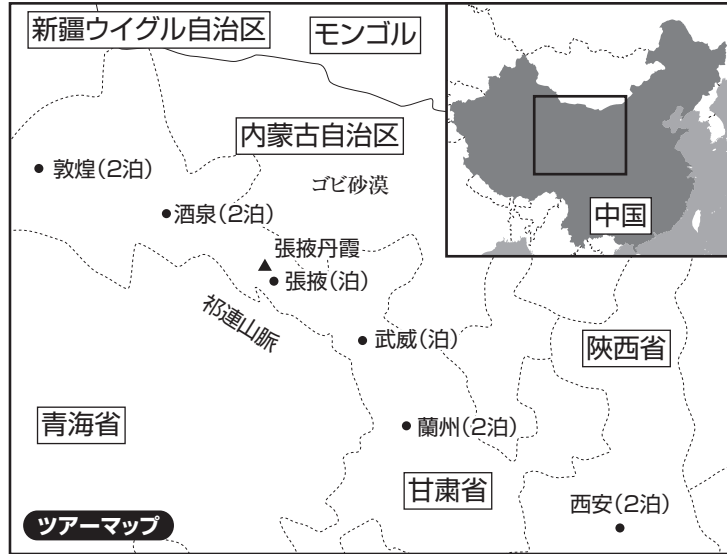 新疆ウイグル自治区
モンゴル
内蒙古自治区
敦煌(2泊)
ゴビ砂漠
酒泉(2泊)
中国
張掖丹霞
張掖(泊)
祁連山脈
武威(泊)
陝西省
青海省
蘭州(2泊)
甘粛省
西安(2泊)
ツアーマップ